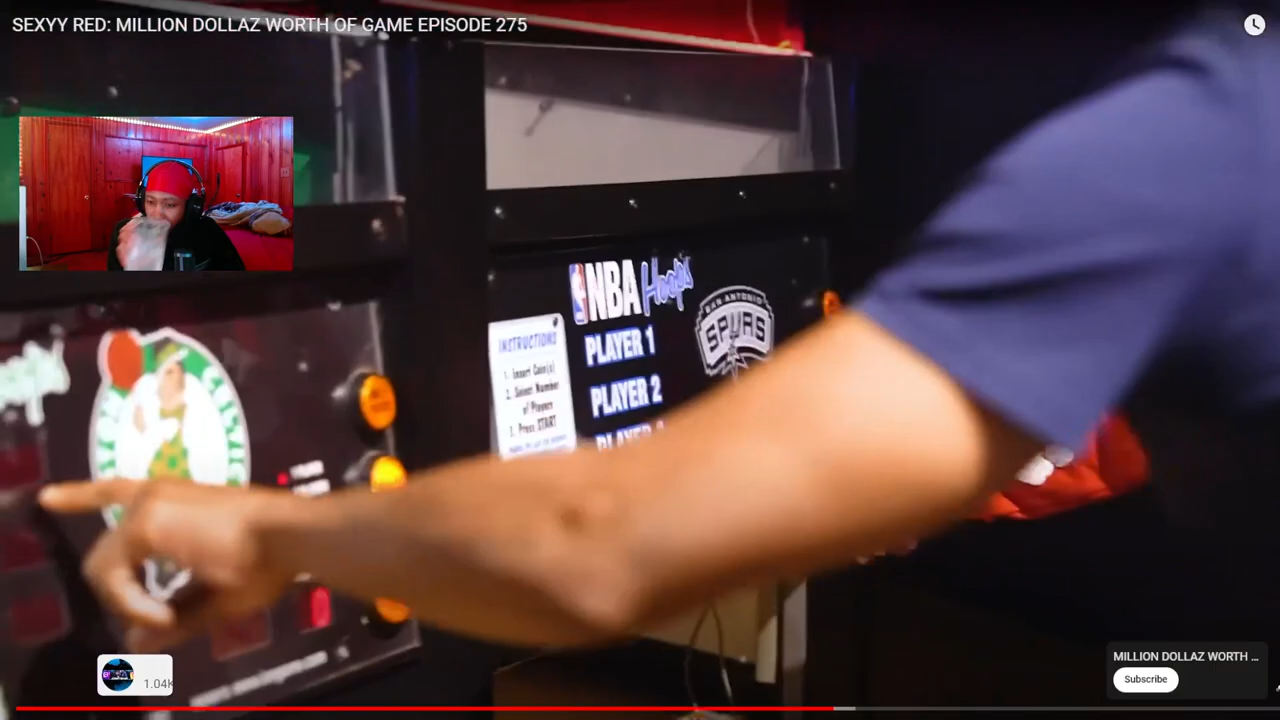 SEXYY RED: MILLION DOLLAZ WORTH OF GAME EPISODE 275
NBA Hoops
SAN ANTONIO
SPURS
INSTRUCTIONS
1. Insert Coin(s)
2. Select Number
of Players
3. Press START
PLAYER 1
PLAYER 2
1.04K
MILLION DOLLAZ WORTH ...
Subscribe